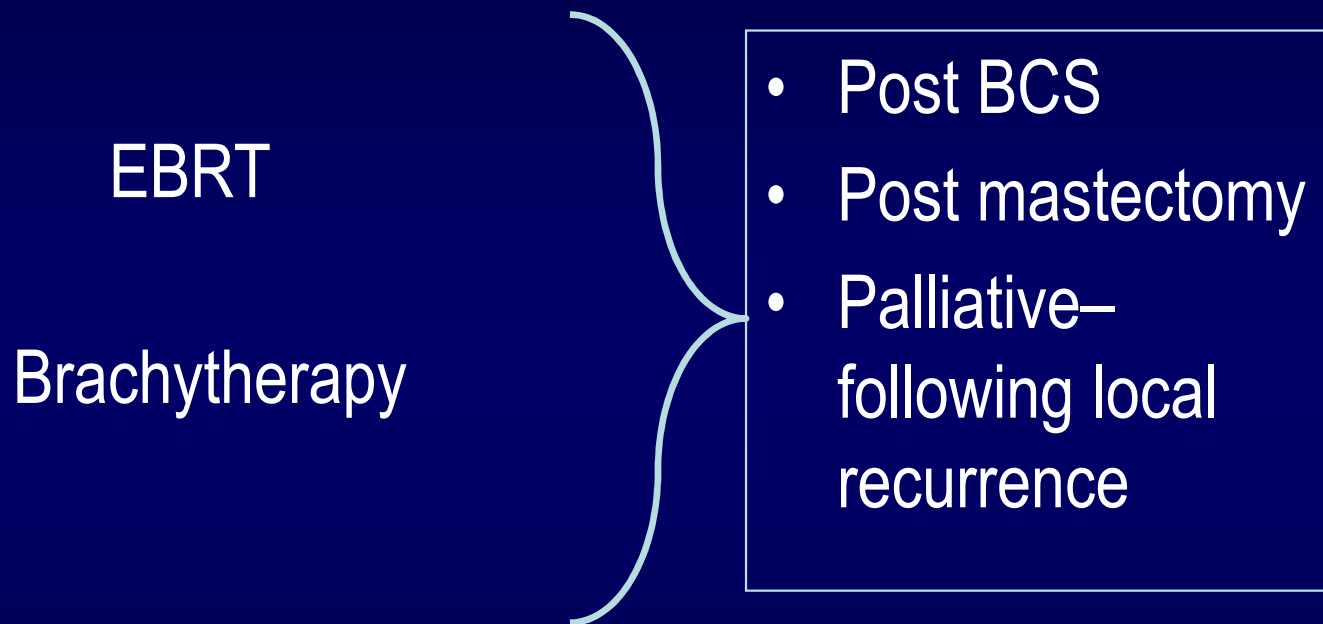 EBRT
Brachytherapy
• Post BCS
• Post mastectomy
• Palliative–
following local
recurrence